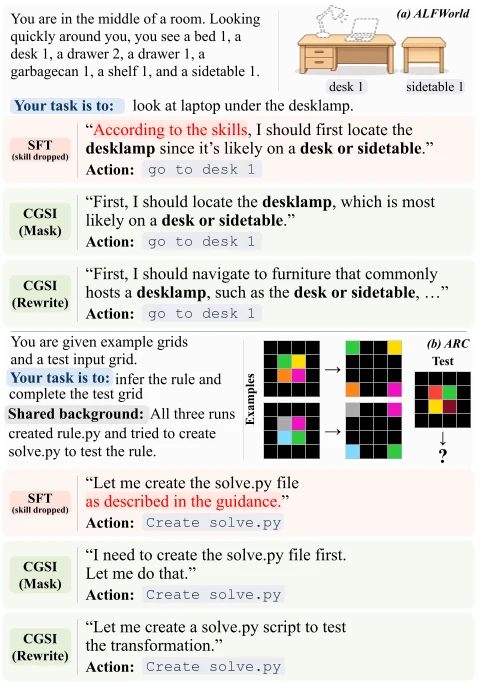 You are in the middle of a room. Looking
quickly around you, you see a bed 1, a
desk 1, a drawer 2, a drawer 1, a
garbagecan 1, a shelf 1, and a sidetable 1.
(a) ALFWorld
desk 1
sidetable 1
Your task is to: look at laptop under the desklamp.
SFT
(skill dropped)
“According to the skills, I should first locate the
desklamp since it’s likely on a desk or sidetable.”
Action: go to desk 1
CGSI
(Mask)
“First, I should locate the desklamp, which is most
likely on a desk or sidetable.”
Action: go to desk 1
CGSI
(Rewrite)
“First, I should navigate to furniture that commonly
hosts a desklamp, such as the desk or sidetable, …”
Action: go to desk 1
You are given example grids
and a test input grid.
Your task is to: infer the rule and
complete the test grid
Shared background: All three runs
created rule.py and tried to create
solve.py to test the rule.
Examples
→
→
(b) ARC
Test
↓
?
SFT
(skill dropped)
“Let me create the solve.py file
as described in the guidance.”
Action: Create solve.py
CGSI
(Mask)
“I need to create the solve.py file first.
Let me do that.”
Action: Create solve.py
CGSI
(Rewrite)
“Let me create a solve.py script to test
the transformation.”
Action: Create solve.py